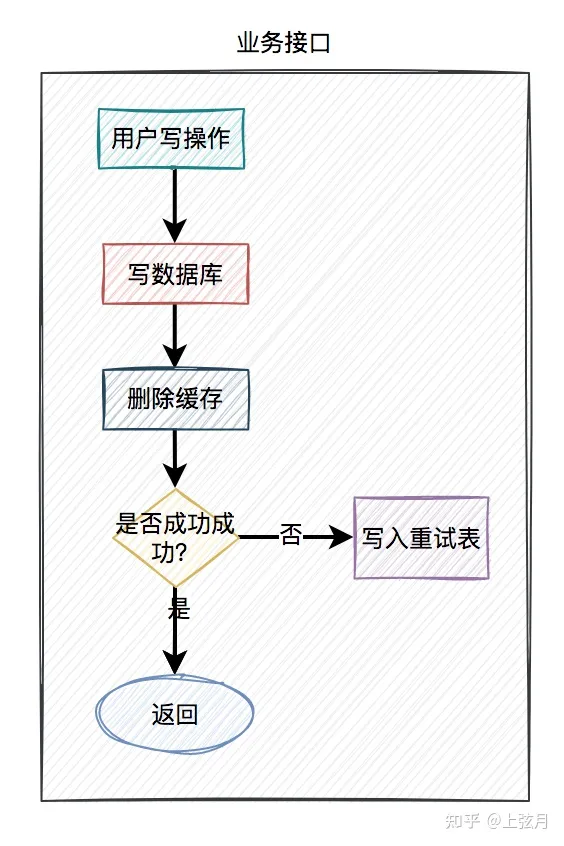 业务接口
用户写操作
写数据库
删除缓存
是否成功成
功?
否
写入重试表
是
返回
知乎 @上弦月